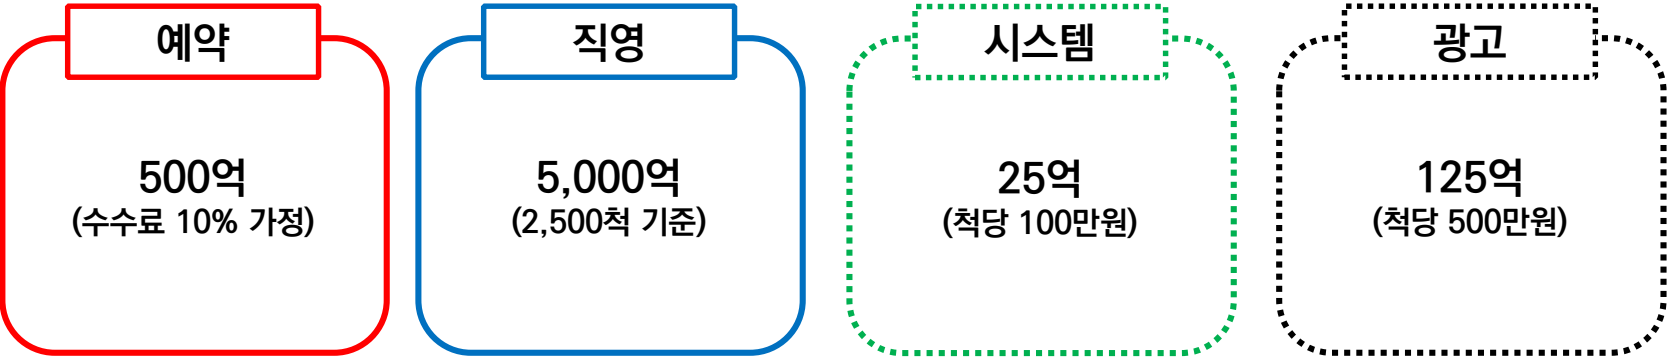 예약
500억
(수수료 10% 가정)
직영
5,000억
(2,500척 기준)
시스템
25억
(척당 100만원)
광고
125억
(척당 500만원)